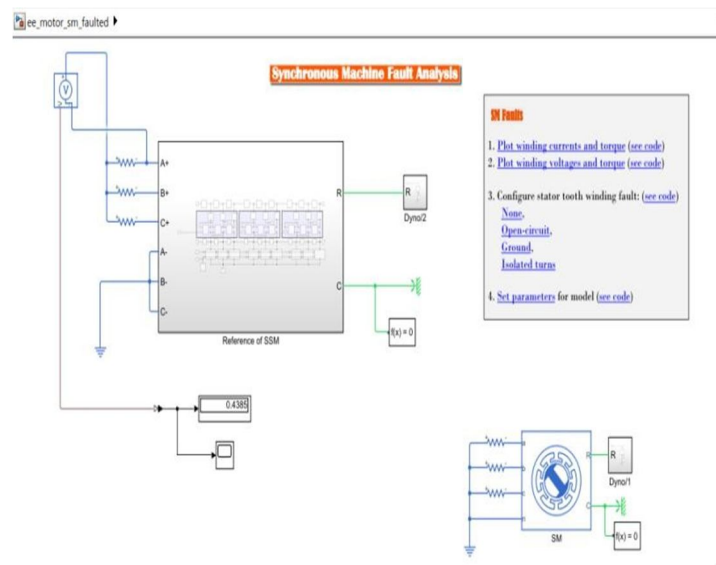 ee_motor_sm_faulted
Synchronous Machine Fault Analysis
SM Faults
1. Plot winding currents and torque (see code)
2. Plot winding voltages and torque (see code)
3. Configure stator tooth winding fault: (see code)
None,
Open-circuit,
Ground,
Isolated turns
4. Set parameters for model (see code)
V
A+
B+
C+
A-
B-
C-
R
C
R
Dyno/2
f(x) = 0
Reference of SSM
0.4385
R
C
SM
R
Dyno/1
f(x) = 0